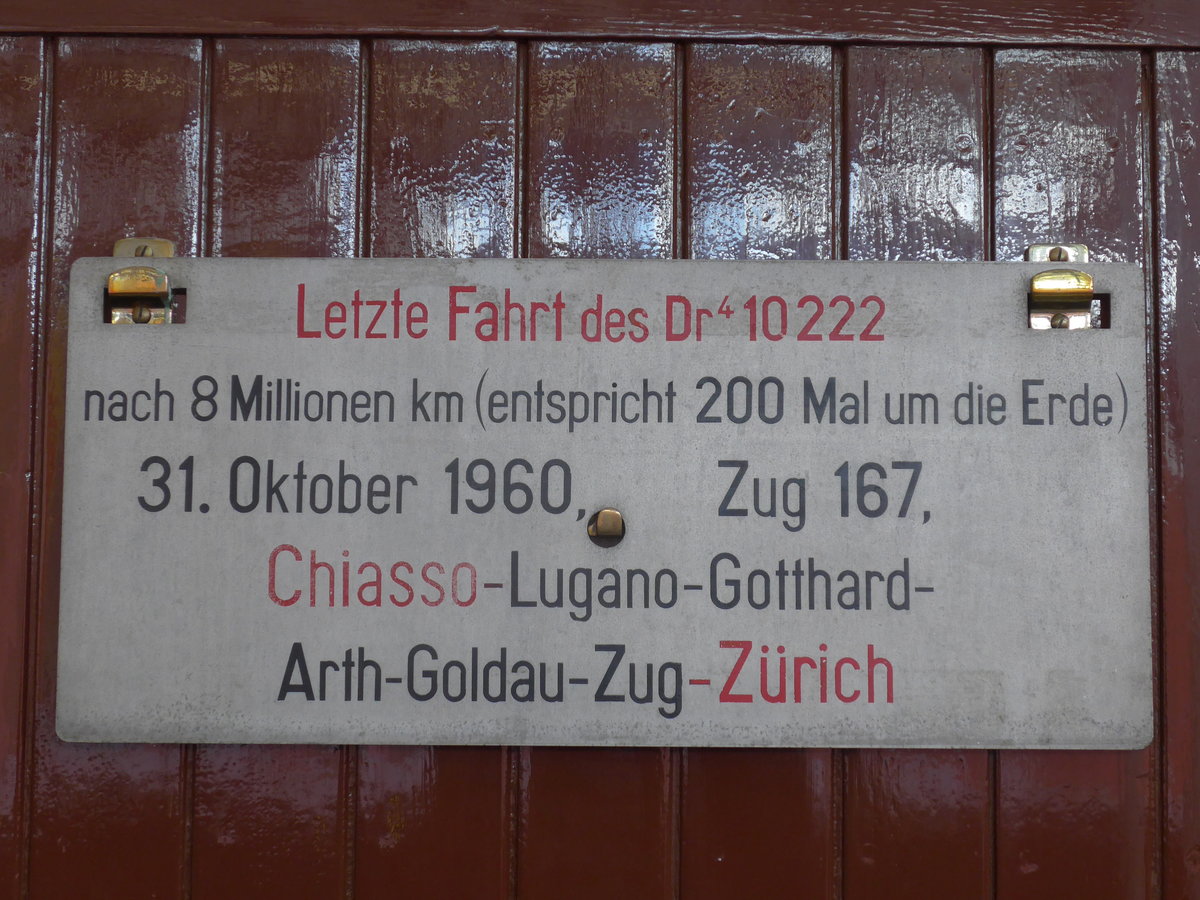 Letzte Fahrt des Dr⁴ 10222
nach 8 Millionen km (entspricht 200 Mal um die Erde)
31. Oktober 1960, Zug 167,
Chiasso-Lugano-Gotthard-
Arth-Goldau-Zug-Zürich